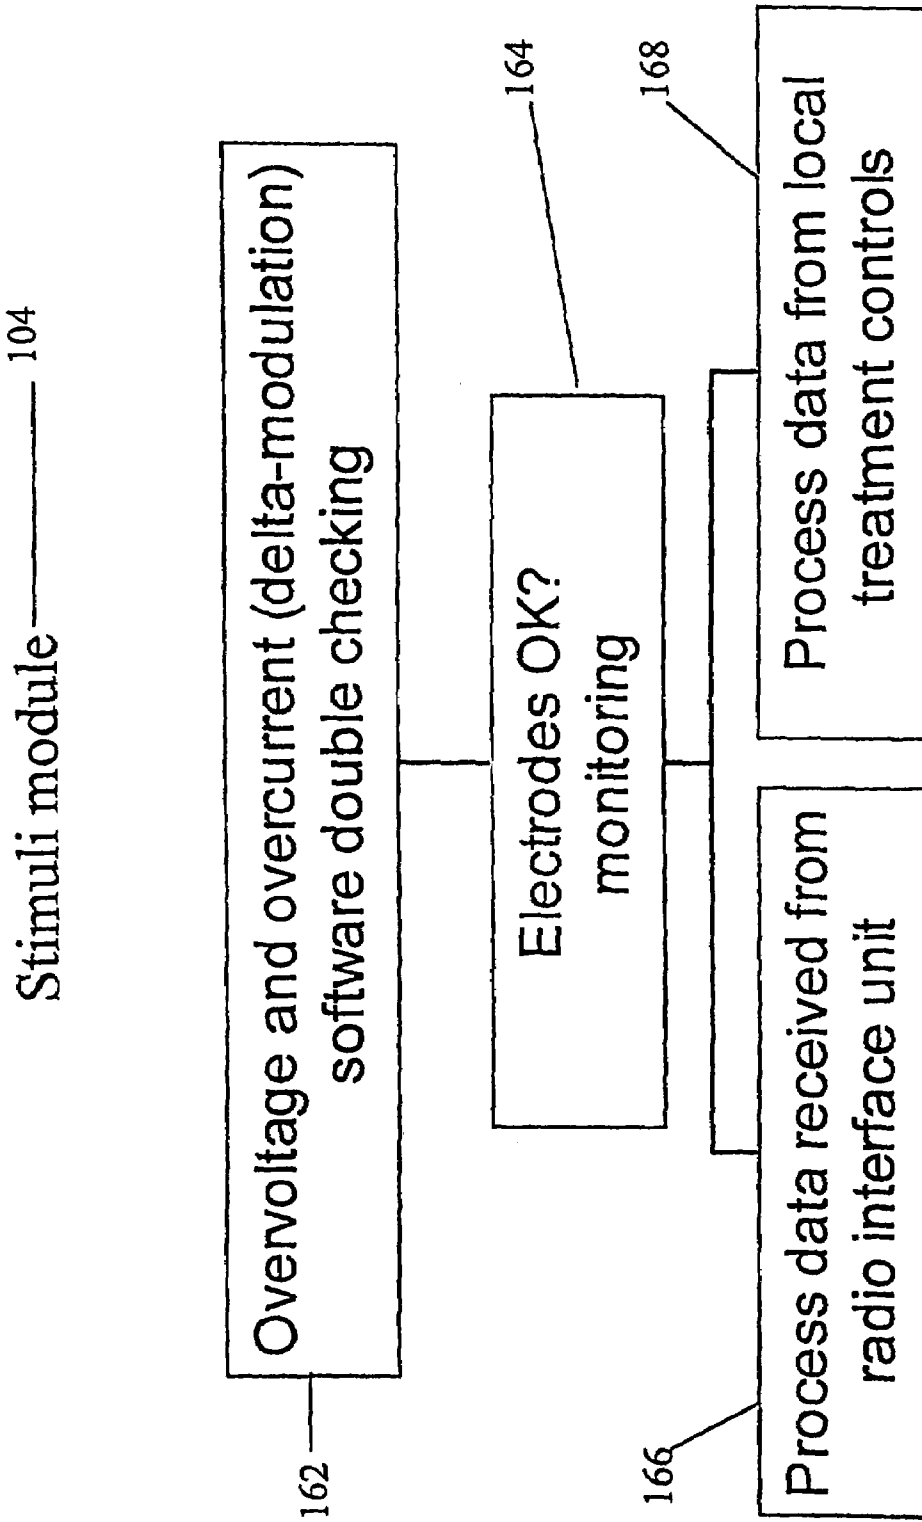 Stimuli module 104
162
Overvoltage and overcurrent (delta-modulation)
software double checking
164
Electrodes OK?
monitoring
166
Process data received from
radio interface unit
168
Process data from local
treatment controls